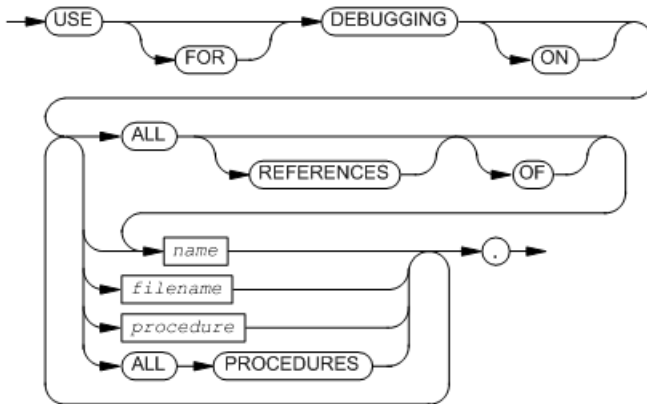 USE DEBUGGING
FOR ON
ALL
REFERENCES OF
name .
filename
procedure
ALL PROCEDURES